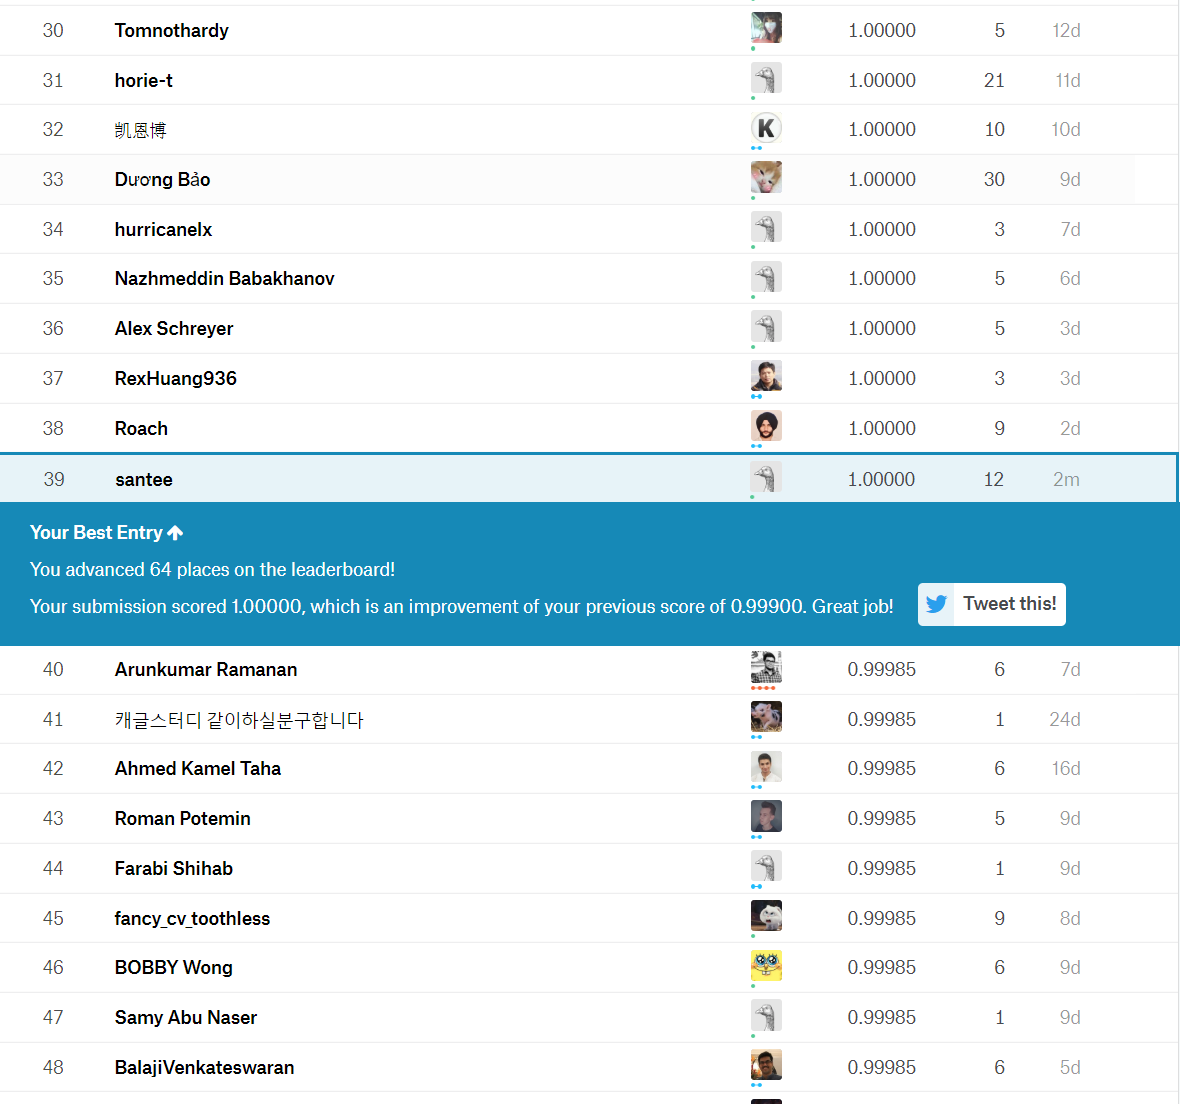 30 Tomnothardy 1.00000 5 12d
31 horie-t 1.00000 21 11d
32 凯恩博 K 1.00000 10 10d
33 Dương Bảo 1.00000 30 9d
34 hurricanelx 1.00000 3 7d
35 Nazhmeddin Babakhanov 1.00000 5 6d
36 Alex Schreyer 1.00000 5 3d
37 RexHuang936 1.00000 3 3d
38 Roach 1.00000 9 2d
39 santee 1.00000 12 2m
Your Best Entry
You advanced 64 places on the leaderboard!
Your submission scored 1.00000, which is an improvement of your previous score of 0.99900. Great job! Tweet this!
40 Arunkumar Ramanan 0.99985 6 7d
41 캐글스터디 같이하실분구합니다 0.99985 1 24d
42 Ahmed Kamel Taha 0.99985 6 16d
43 Roman Potemin 0.99985 5 9d
44 Farabi Shihab 0.99985 1 9d
45 fancy_cv_toothless 0.99985 9 8d
46 BOBBY Wong 0.99985 6 9d
47 Samy Abu Naser 0.99985 1 9d
48 BalajiVenkateswaran 0.99985 6 5d